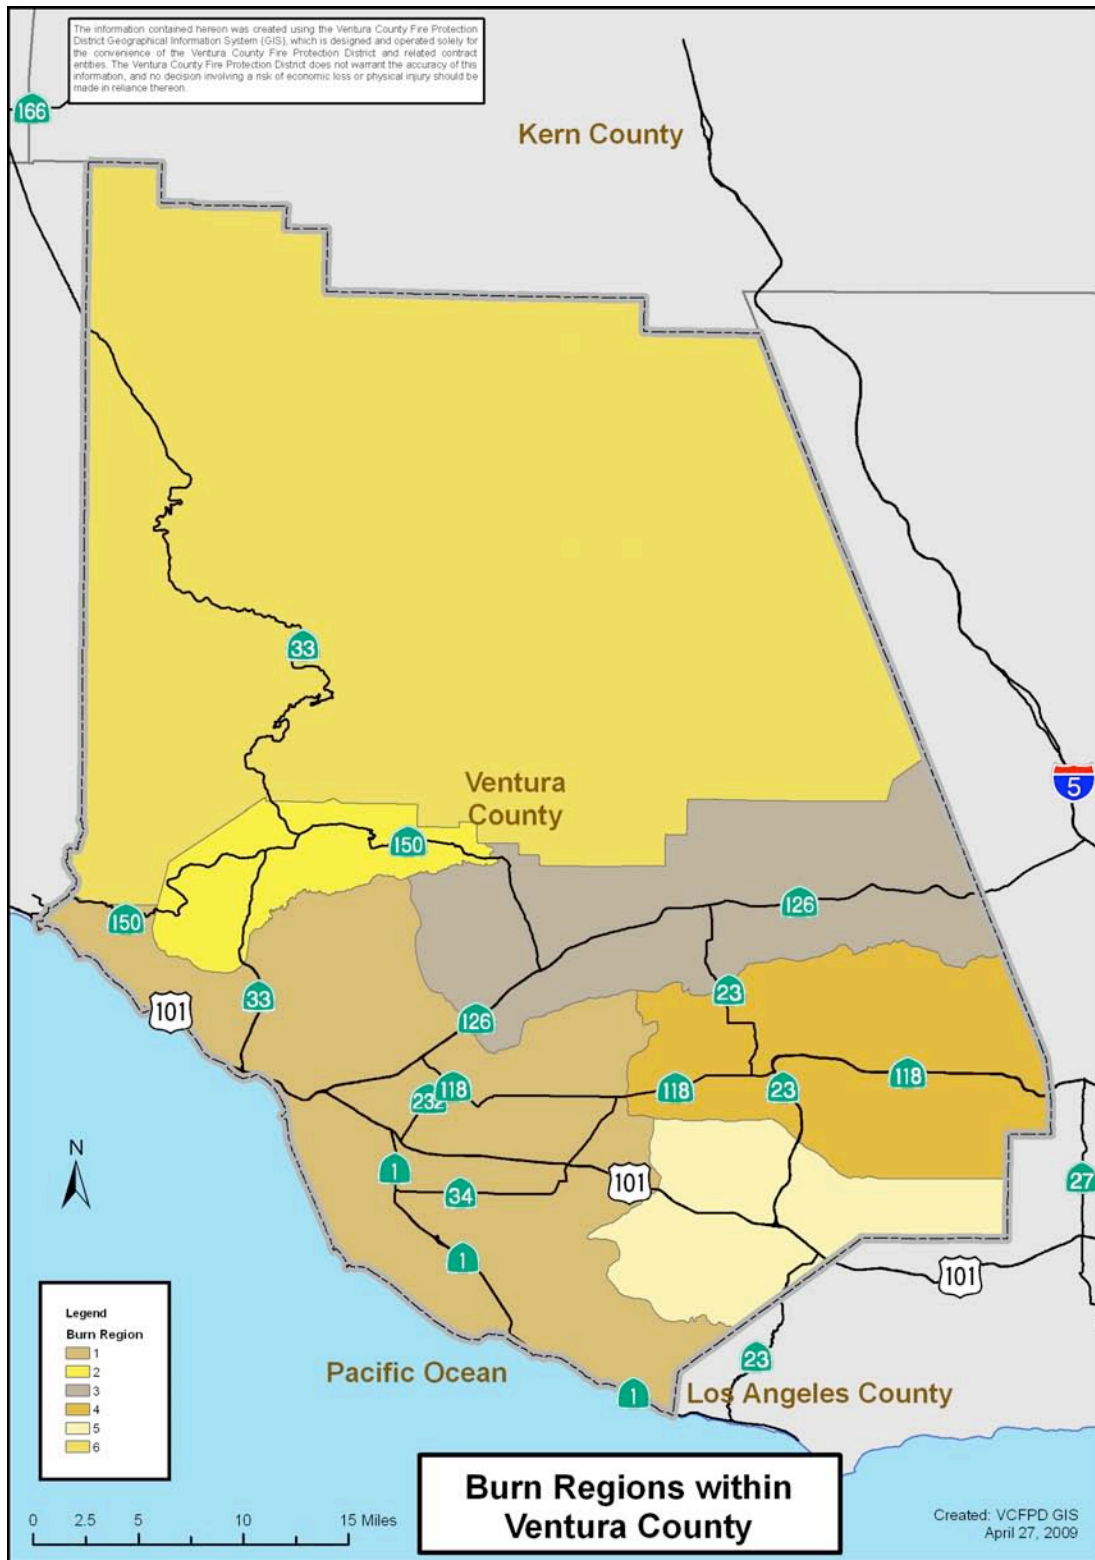 The information contained hereon was created using the Ventura County Fire Protection
District Geographical Information System (GIS), which is designed and operated solely for
the convenience of the Ventura County Fire Protection District and related contract
entities. The Ventura County Fire Protection District does not warrant the accuracy of this
information, and no decision involving a risk of economic loss or physical injury should be
made in reliance thereon.
166
Kern County
33
Ventura
County
5
150
126
150
101
33
126
23
232
118
118
23
118
1
34
101
27
1
101
N
Legend
Burn Region
1
2
3
4
5
6
Pacific Ocean
23
1
Los Angeles County
Burn Regions within
Ventura County
0 2.5 5 10 15 Miles
Created: VCFPD GIS
April 27, 2009